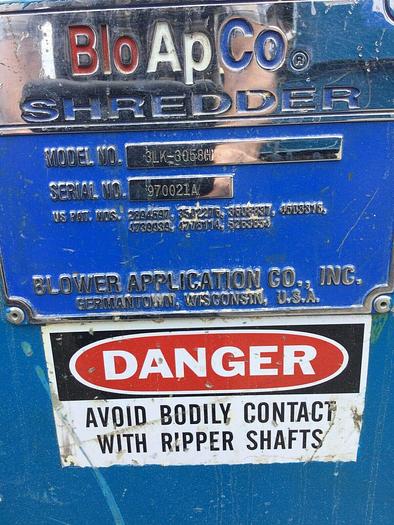 BloApCo®
SHREDDER
MODEL NO.
SERIAL NO. 970021A
US PAT. NOS.
BLOWER APPLICATION CO., INC.
GERMANTOWN, WISCONSIN, U.S.A.
DANGER
AVOID BODILY CONTACT
WITH RIPPER SHAFTS